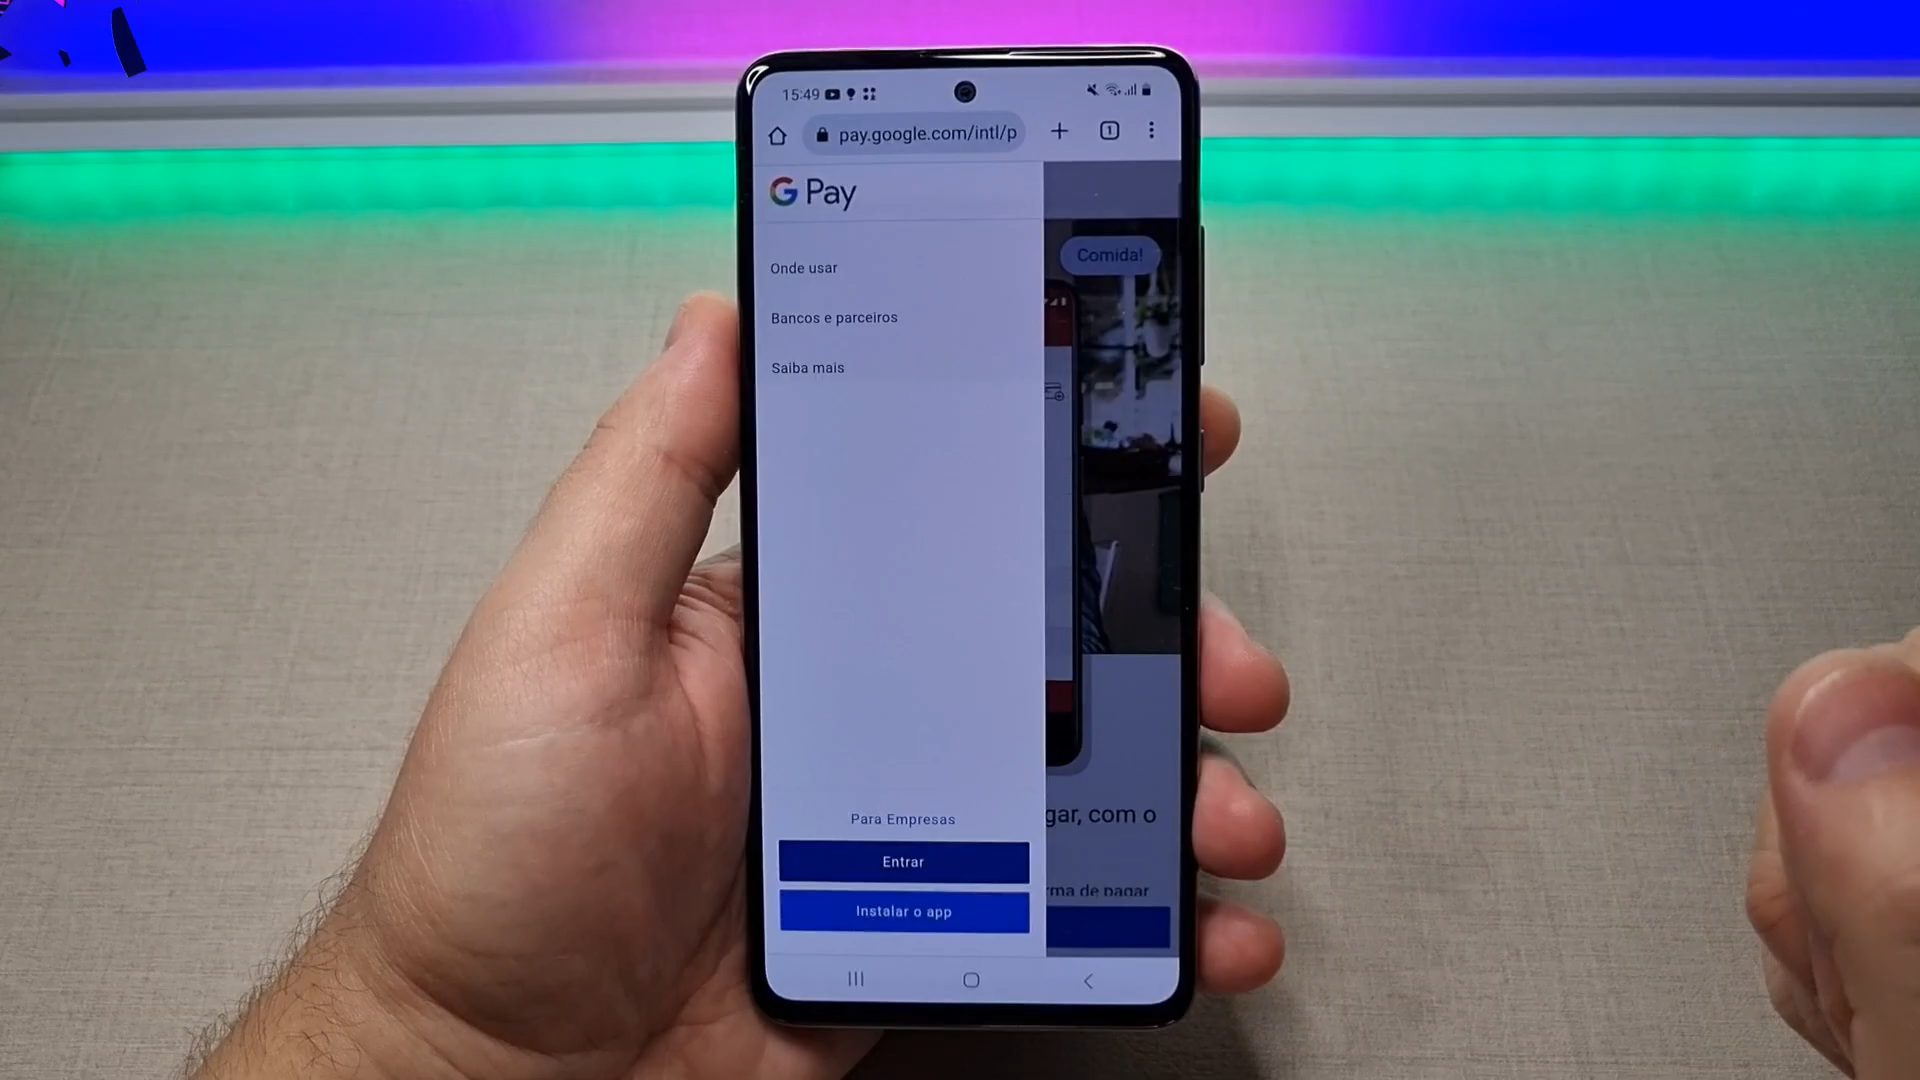 15:49
pay.google.com/intl/p
1
G Pay
Comida!
Onde usar
Bancos e parceiros
Saiba mais
gar, com o
Para Empresas
Entrar
rma de pagar
Instalar o app